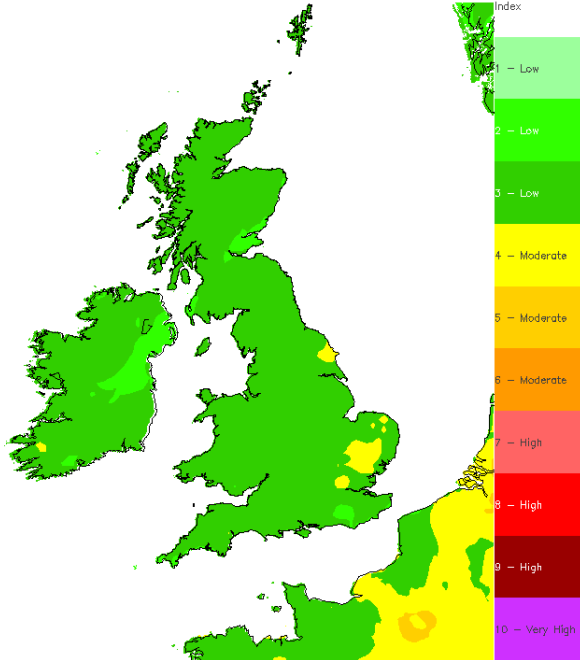 Index
1 - Low
2 - Low
3 - Low
4 - Moderate
5 - Moderate
6 - Moderate
7 - High
8 - High
9 - High
10 - Very High